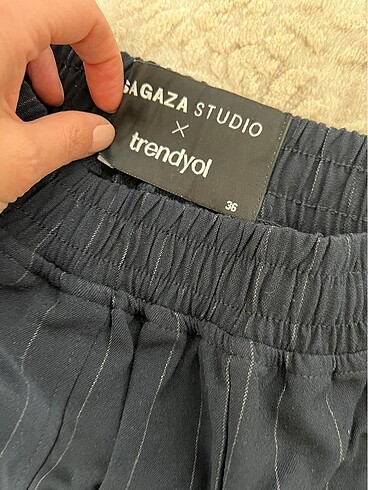 SAGAZA STUDIO
X
trendyol
36